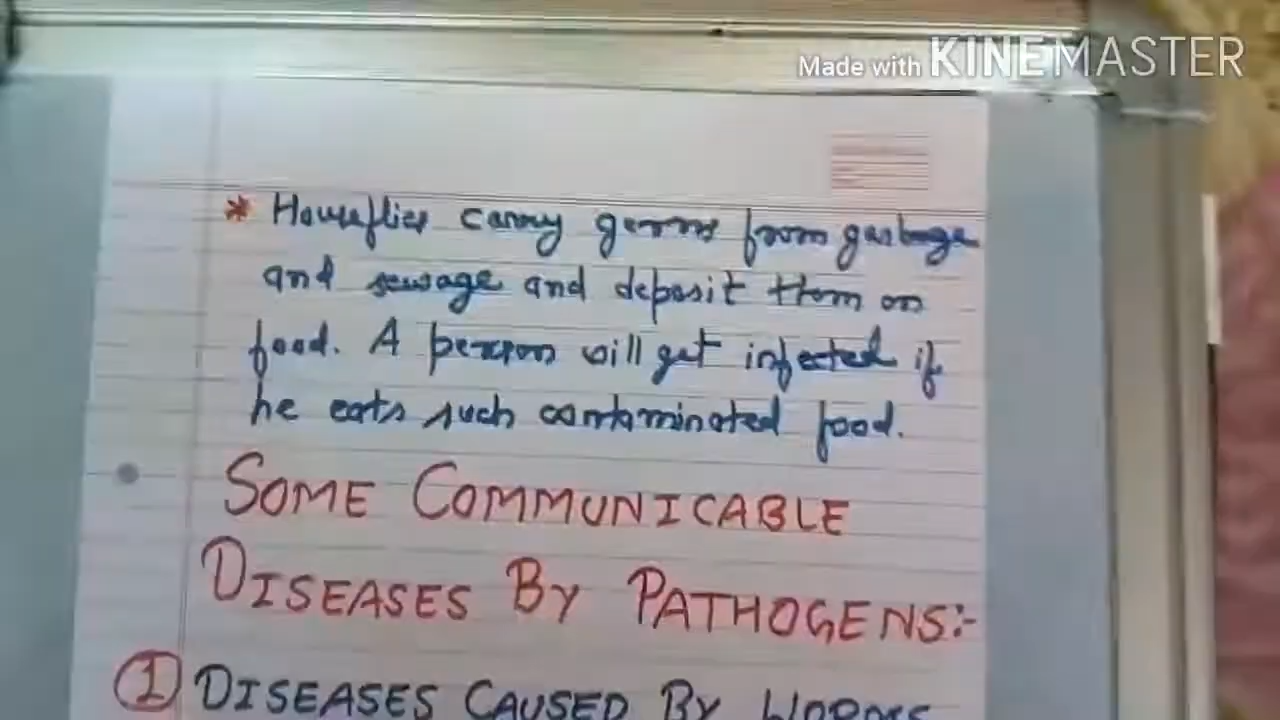 Made with KINEMASTER
* Houseflies carry germs from garbage
and sewage and deposit them on
food. A person will get infected if
he eats such contaminated food.
SOME COMMUNICABLE
DISEASES BY PATHOGENS:-
1 DISEASES CAUSED BY WORMS